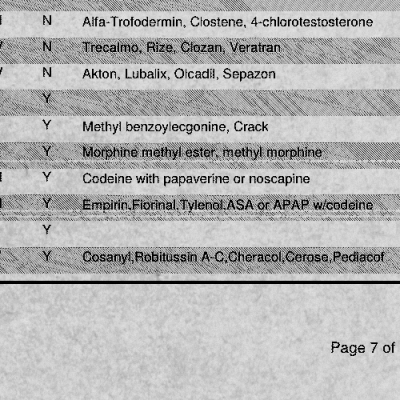 N Alfa-Trofodermin, Clostene, 4-chlorotestosterone
N Trecalmo, Rize, Clozan, Veratran
N Akton, Lubalix, Olcadil, Sepazon
Y
Y Methyl benzoylecgonine, Crack
Y Morphine methyl ester, methyl morphine
Y Codeine with papaverine or noscapine
Y Empirin,Fiorinal,Tylenol,ASA or APAP w/codeine
Y
Y Cosanyl,Robitussin A-C,Cheracol,Cerose,Pediacof
Page 7 of